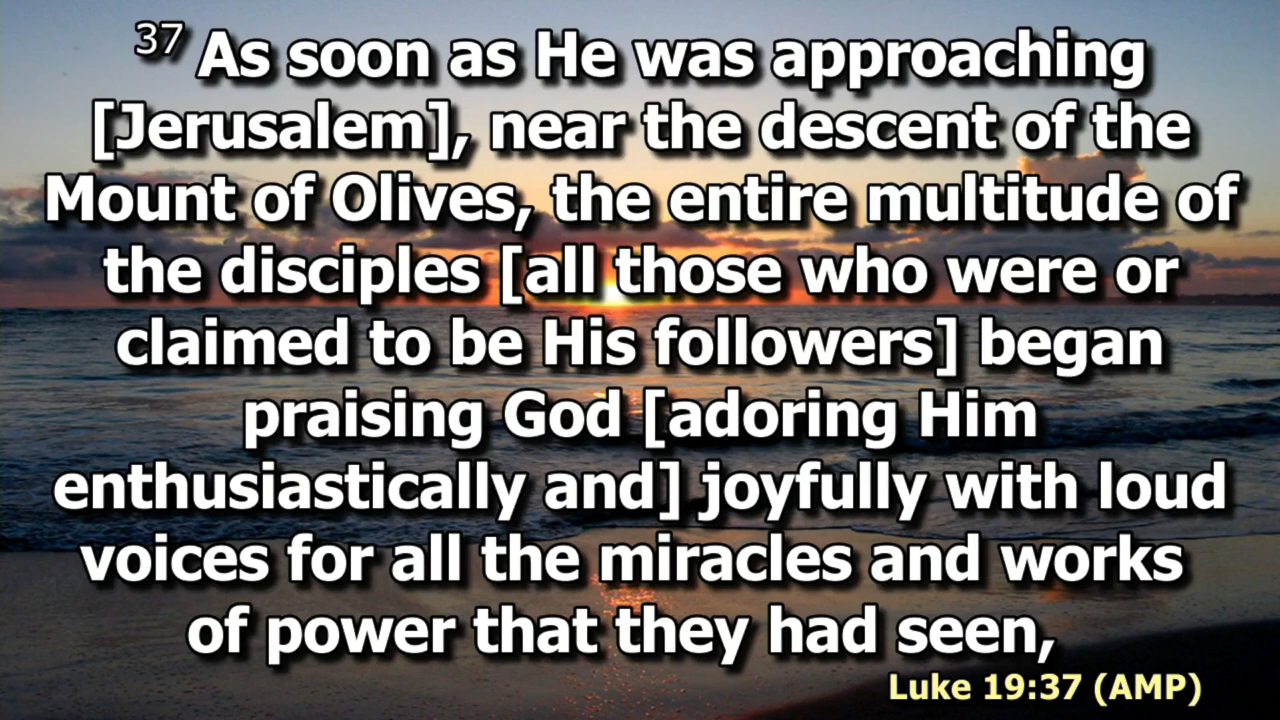 37 As soon as He was approaching
[Jerusalem], near the descent of the
Mount of Olives, the entire multitude of
the disciples [all those who were or
claimed to be His followers] began
praising God [adoring Him
enthusiastically and] joyfully with loud
voices for all the miracles and works
of power that they had seen,
Luke 19:37 (AMP)